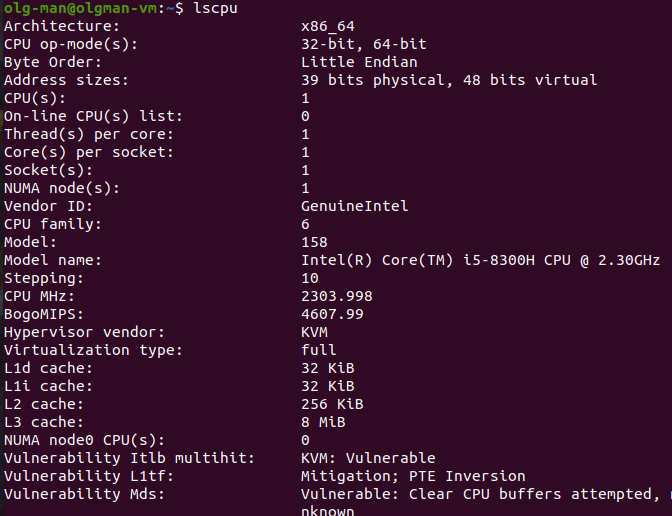 olg-man@olgman-vm:~$ lscpu
Architecture: x86_64
CPU op-mode(s): 32-bit, 64-bit
Byte Order: Little Endian
Address sizes: 39 bits physical, 48 bits virtual
CPU(s): 1
On-line CPU(s) list: 0
Thread(s) per core: 1
Core(s) per socket: 1
Socket(s): 1
NUMA node(s): 1
Vendor ID: GenuineIntel
CPU family: 6
Model: 158
Model name: Intel(R) Core(TM) i5-8300H CPU @ 2.30GHz
Stepping: 10
CPU MHz: 2303.998
BogoMIPS: 4607.99
Hypervisor vendor: KVM
Virtualization type: full
L1d cache: 32 KiB
L1i cache: 32 KiB
L2 cache: 256 KiB
L3 cache: 8 MiB
NUMA node0 CPU(s): 0
Vulnerability Itlb multihit: KVM: Vulnerable
Vulnerability L1tf: Mitigation; PTE Inversion
Vulnerability Mds: Vulnerable: Clear CPU buffers attempted,
nknown